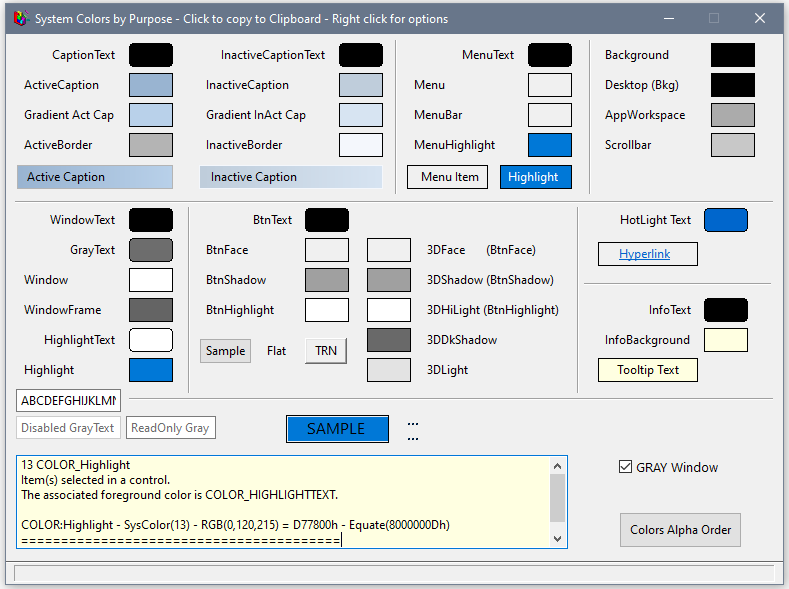 System Colors by Purpose - Click to copy to Clipboard - Right click for options
CaptionText InactiveCaptionText MenuText Background
ActiveCaption InactiveCaption Menu Desktop (Bkg)
Gradient Act Cap Gradient InAct Cap MenuBar AppWorkspace
ActiveBorder InactiveBorder MenuHighlight Scrollbar
Active Caption Inactive Caption Menu Item Highlight
WindowText BtnText HotLight Text
GrayText BtnFace 3DFace (BtnFace) Hyperlink
Window BtnShadow 3DShadow (BtnShadow)
WindowFrame BtnHighlight 3DHiLight (BtnHighlight) InfoText
HighlightText 3DDkShadow InfoBackground
Sample Flat TRN
Highlight 3DLight Tooltip Text
ABCDEFGHIJKLMN
Disabled GrayText ReadOnly Gray SAMPLE ...
...
13 COLOR_Highlight
Item(s) selected in a control.
The associated foreground color is COLOR_HIGHLIGHTTEXT.
COLOR:Highlight - SysColor(13) - RGB(0,120,215) = D77800h - Equate(8000000Dh)
========================================
GRAY Window
Colors Alpha Order